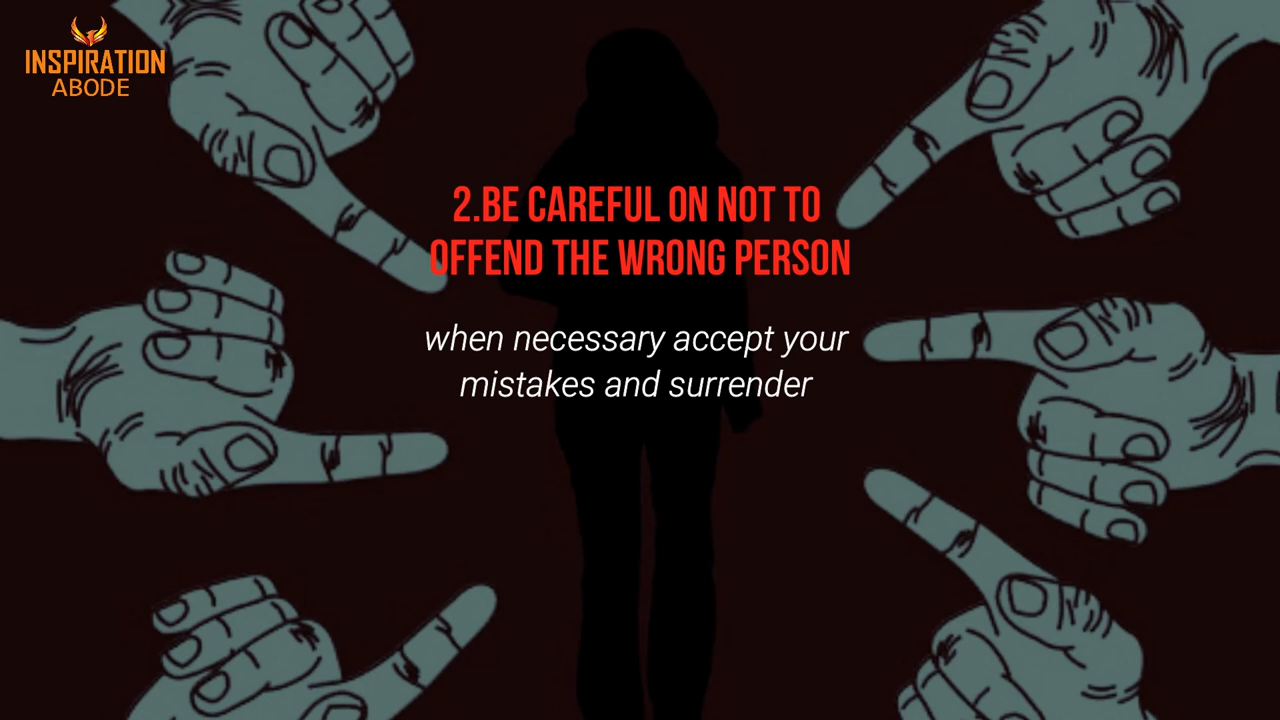 INSPIRATION
ABODE
2.BE CAREFUL ON NOT TO
OFFEND THE WRONG PERSON
when necessary accept your
mistakes and surrender